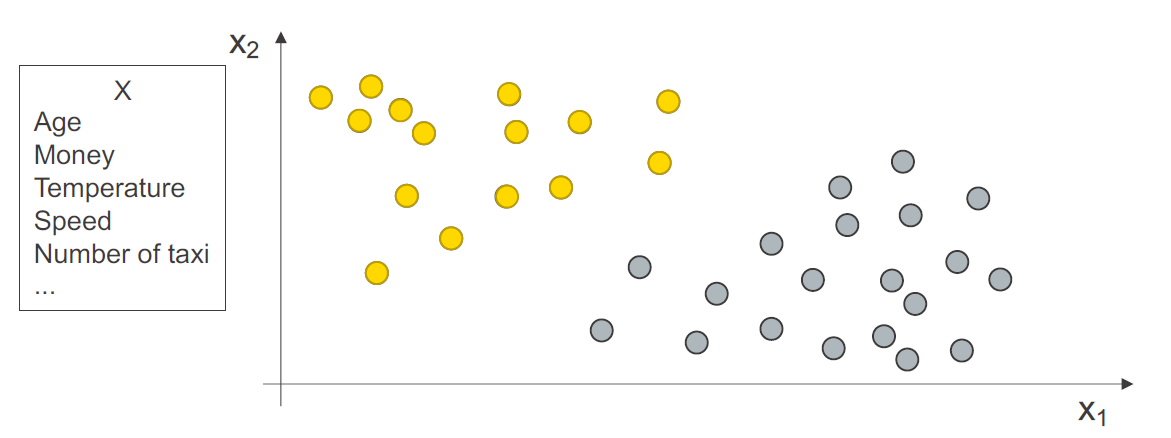 x₂
X
Age
Money
Temperature
Speed
Number of taxi
...
x₁